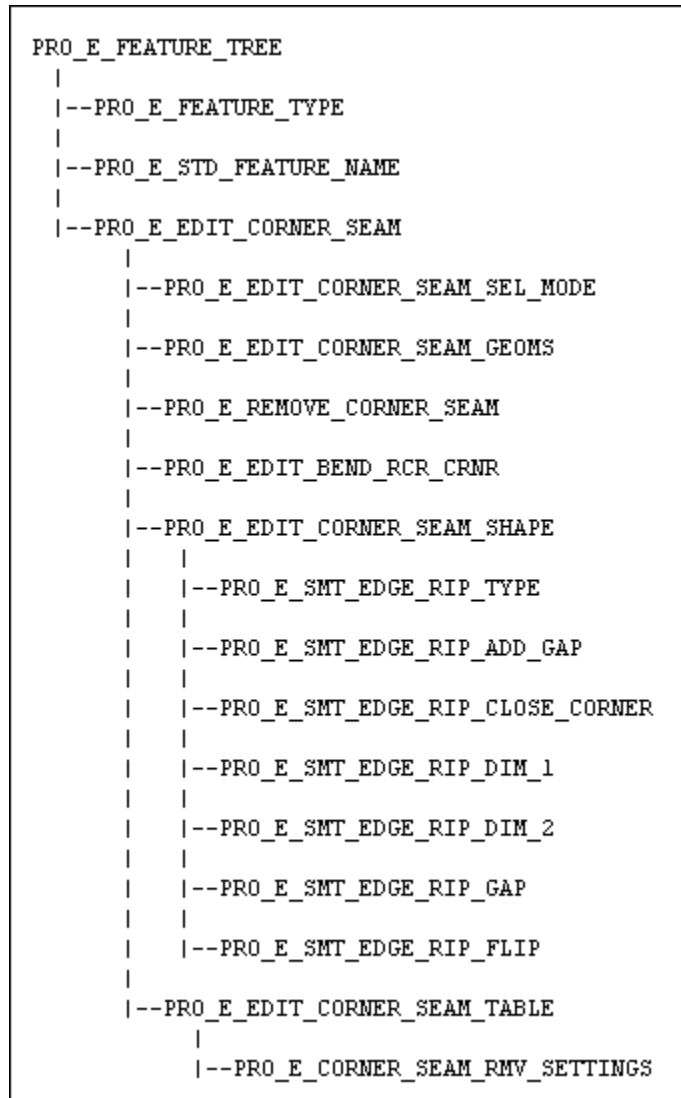 PRO_E_FEATURE_TREE
|
|--PRO_E_FEATURE_TYPE
|
|--PRO_E_STD_FEATURE_NAME
|
|--PRO_E_EDIT_CORNER_SEAM
|
|--PRO_E_EDIT_CORNER_SEAM_SEL_MODE
|
|--PRO_E_EDIT_CORNER_SEAM_GEOMS
|
|--PRO_E_REMOVE_CORNER_SEAM
|
|--PRO_E_EDIT_BEND_RCR_CRNR
|
|--PRO_E_EDIT_CORNER_SEAM_SHAPE
| |
| |--PRO_E_SMT_EDGE_RIP_TYPE
| |
| |--PRO_E_SMT_EDGE_RIP_ADD_GAP
| |
| |--PRO_E_SMT_EDGE_RIP_CLOSE_CORNER
| |
| |--PRO_E_SMT_EDGE_RIP_DIM_1
| |
| |--PRO_E_SMT_EDGE_RIP_DIM_2
| |
| |--PRO_E_SMT_EDGE_RIP_GAP
| |
| |--PRO_E_SMT_EDGE_RIP_FLIP
|
|--PRO_E_EDIT_CORNER_SEAM_TABLE
|
|--PRO_E_CORNER_SEAM_RMV_SETTINGS